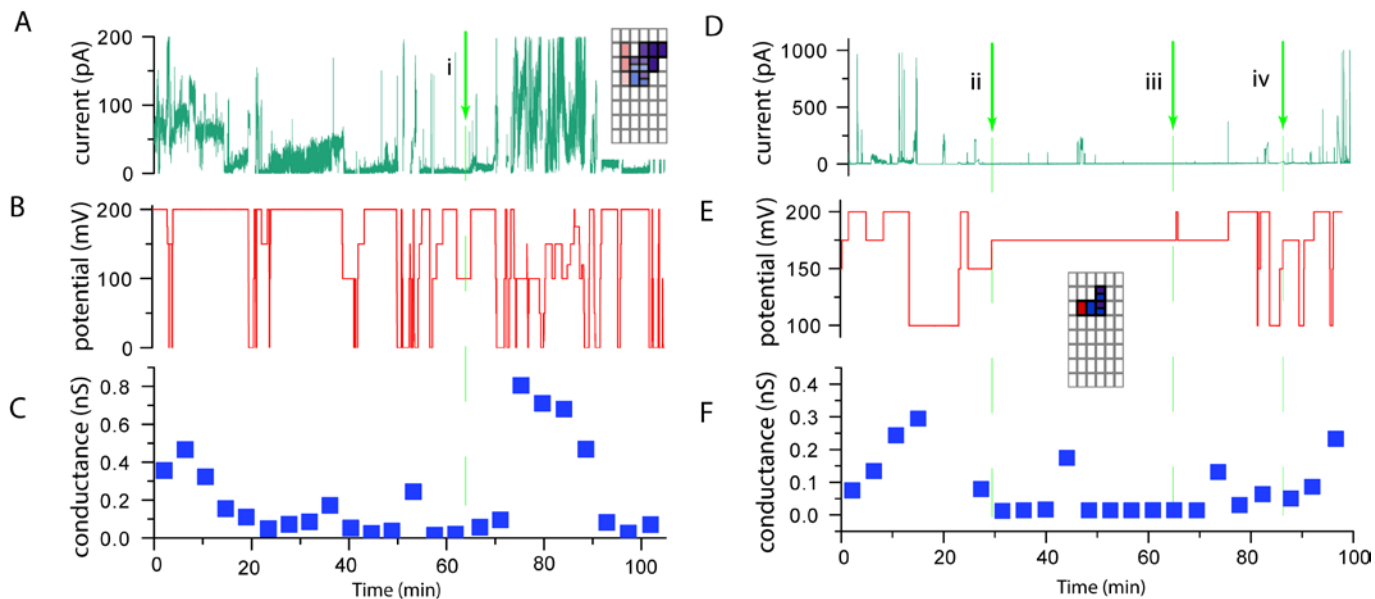 A
current (pA)
200
100
0
i
B
potential (mV)
200
100
0
C
conductance (nS)
0.8
0.6
0.4
0.2
0.0
0 20 40 60 80 100
Time (min)
D
current (pA)
1000
500
0
ii
iii
iv
E
potential (mV)
200
150
100
F
conductance (nS)
0.4
0.3
0.2
0.1
0.0
0 20 40 60 80 100
Time (min)